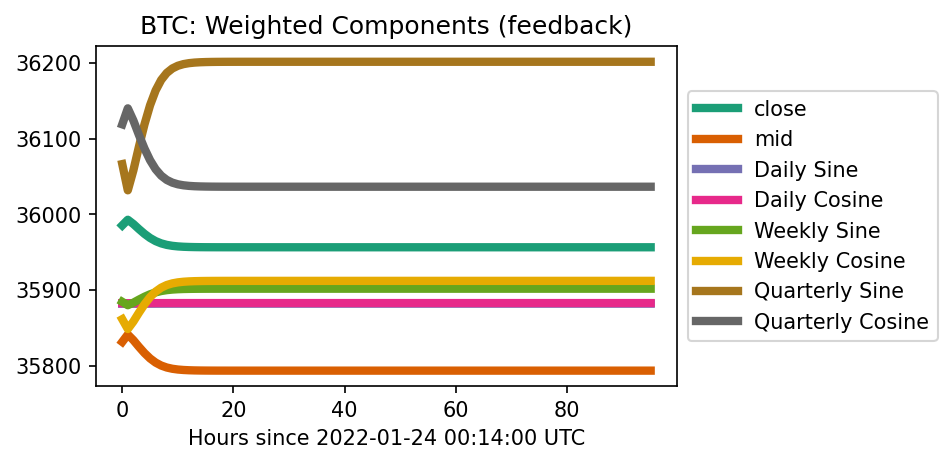 BTC: Weighted Components (feedback)
36200
36100
36000
35900
35800
0 20 40 60 80
Hours since 2022-01-24 00:14:00 UTC
close
mid
Daily Sine
Daily Cosine
Weekly Sine
Weekly Cosine
Quarterly Sine
Quarterly Cosine